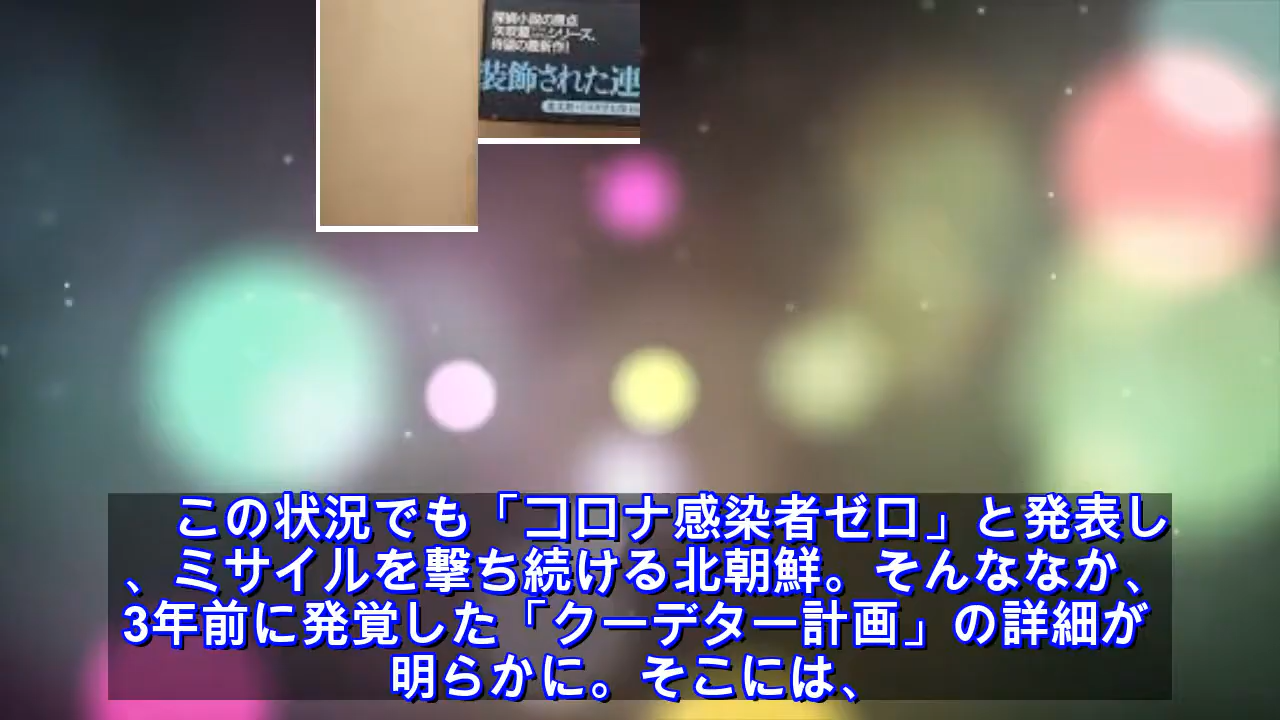 探偵小説の原点
シリーズ、
待望の最新作!
装飾された連
この状況でも「コロナ感染者ゼロ」と発表し
、ミサイルを撃ち続ける北朝鮮。そんななか、
3年前に発覚した「クーデター計画」の詳細が
明らかに。そこには、